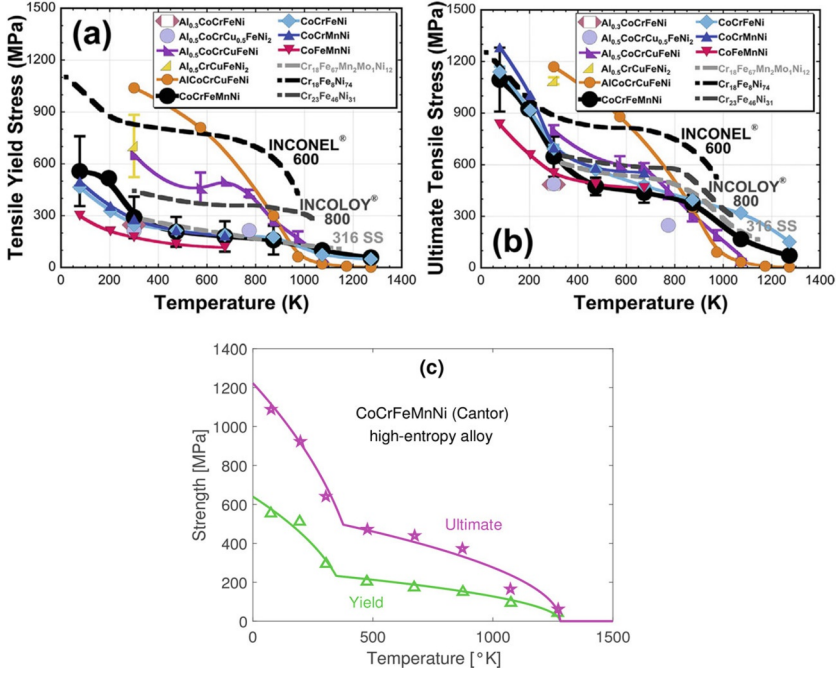 (a)
Al0.3CoCrFeNi
Al0.3CoCrCu0.5FeNi2
Al0.5CoCrCuFeNi
Al0.5CrCuFeNi2
AlCoCrCuFeNi
CoCrFeMnNi
CoCrFeNi
CoCrMnNi
CoFeMnNi
Cr18Fe67Mn2Mo1Ni12
Cr18Fe8Ni74
Cr23Fe46Ni31
INCONEL®
600
INCOLOY®
800
316 SS
Tensile Yield Stress (MPa)
1500
1200
900
600
300
0
0 200 400 600 800 1000 1200 1400
Temperature (K)
(b)
Al0.3CoCrFeNi
Al0.3CoCrCu0.5FeNi2
Al0.5CoCrCuFeNi
Al0.5CrCuFeNi2
AlCoCrCuFeNi
CoCrFeMnNi
CoCrFeNi
CoCrMnNi
CoFeMnNi
Cr18Fe67Mn2Mo1Ni12
Cr18Fe8Ni74
Cr23Fe46Ni31
INCONEL®
600
INCOLOY®
800
316 SS
Ultimate Tensile Stress (MPa)
1500
1200
900
600
300
0
0 200 400 600 800 1000 1200 1400
Temperature (K)
(c)
CoCrFeMnNi (Cantor)
high-entropy alloy
Ultimate
Yield
Strength [MPa]
1400
1200
1000
800
600
400
200
0
0 500 1000 1500
Temperature [°K]